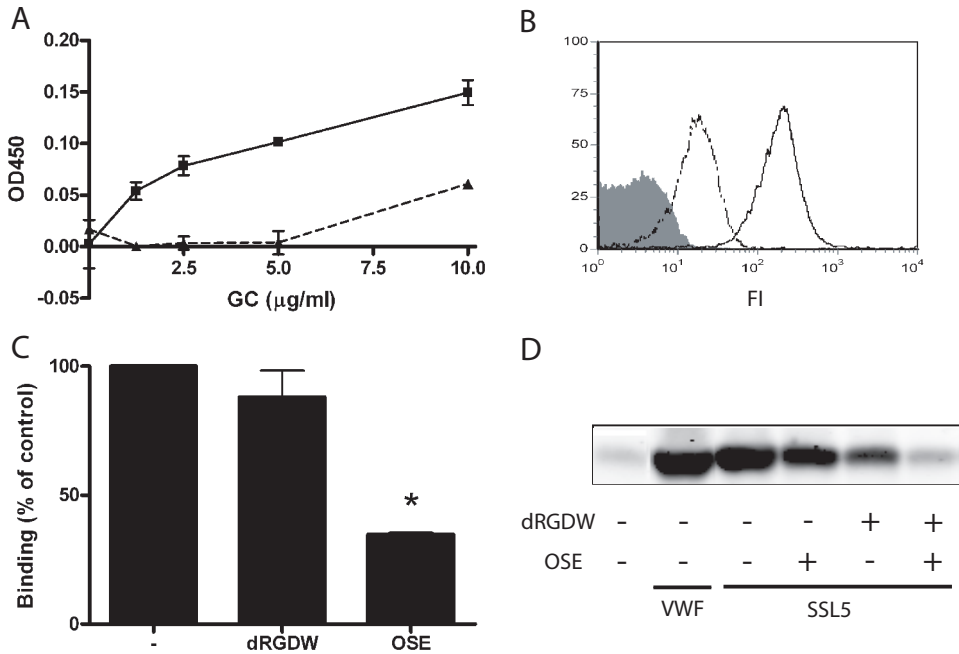 A
0.20
0.15
0.10
0.05
0.00
-0.05
OD450
2.5 5.0 7.5 10.0
GC (µg/ml)
B
100
75
50
25
0
10⁰ 10¹ 10² 10³ 10⁴
FI
C
100
50
0
Binding (% of control)
*
- dRGDW OSE
D
dRGDW - - - - + +
OSE - - - + - +
VWF SSL5